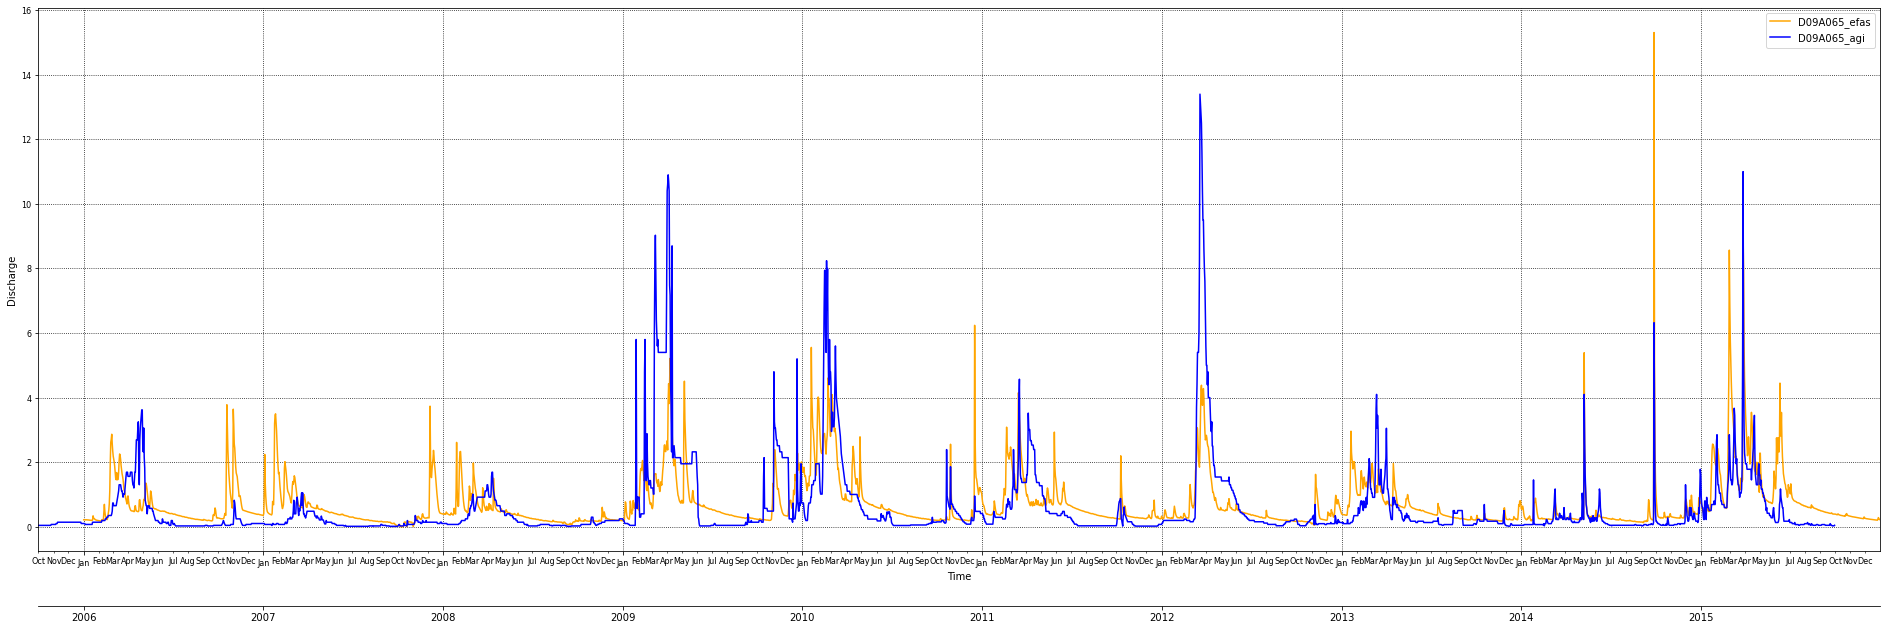 16
14
12
10
8
6
4
2
0
Discharge
D09A065_efas
D09A065_agi
Oct Nov Dec Jan Feb Mar Apr May Jun Jul Aug Sep Oct Nov Dec Jan Feb Mar Apr May Jun Jul Aug Sep Oct Nov Dec Jan Feb Mar Apr May Jun Jul Aug Sep Oct Nov Dec Jan Feb Mar Apr May Jun Jul Aug Sep Oct Nov Dec Jan Feb Mar Apr May Jun Jul Aug Sep Oct Nov Dec Jan Feb Mar Apr May Jun Jul Aug Sep Oct Nov Dec Jan Feb Mar Apr May Jun Jul Aug Sep Oct Nov Dec Jan Feb Mar Apr May Jun Jul Aug Sep Oct Nov Dec Jan Feb Mar Apr May Jun Jul Aug Sep Oct Nov Dec Jan Feb Mar Apr May Jun Jul Aug Sep Oct Nov Dec
Time
2006 2007 2008 2009 2010 2011 2012 2013 2014 2015